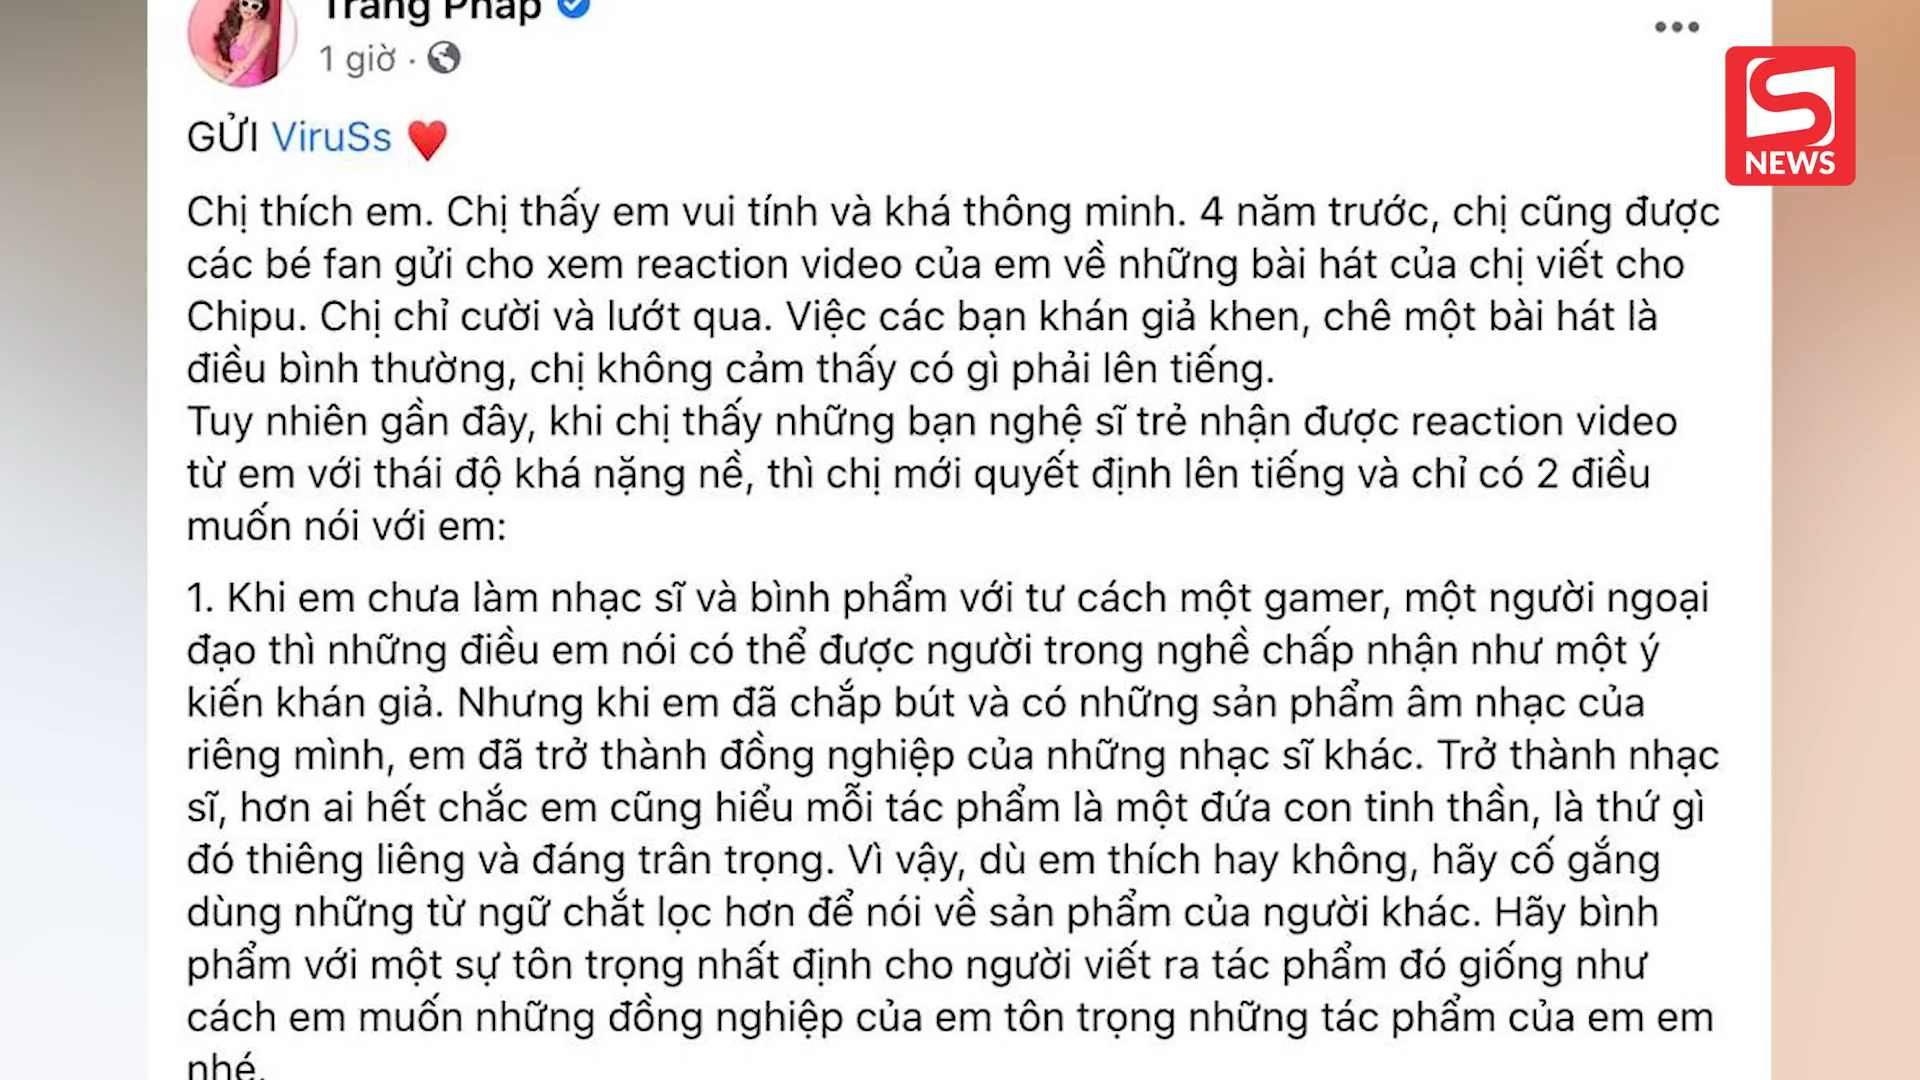 Trang Pháp
1 giờ ·
GỬI ViruSs ♥
S
NEWS
Chị thích em. Chị thấy em vui tính và khá thông minh. 4 năm trước, chị cũng được
các bé fan gửi cho xem reaction video của em về những bài hát của chị viết cho
Chipu. Chị chỉ cười và lướt qua. Việc các bạn khán giả khen, chê một bài hát là
điều bình thường, chị không cảm thấy có gì phải lên tiếng.
Tuy nhiên gần đây, khi chị thấy những bạn nghệ sĩ trẻ nhận được reaction video
từ em với thái độ khá nặng nề, thì chị mới quyết định lên tiếng và chỉ có 2 điều
muốn nói với em:
1. Khi em chưa làm nhạc sĩ và bình phẩm với tư cách một gamer, một người ngoại
đạo thì những điều em nói có thể được người trong nghề chấp nhận như một ý
kiến khán giả. Nhưng khi em đã chắp bút và có những sản phẩm âm nhạc của
riêng mình, em đã trở thành đồng nghiệp của những nhạc sĩ khác. Trở thành nhạc
sĩ, hơn ai hết chắc em cũng hiểu mỗi tác phẩm là một đứa con tinh thần, là thứ gì
đó thiêng liêng và đáng trân trọng. Vì vậy, dù em thích hay không, hãy cố gắng
dùng những từ ngữ chắt lọc hơn để nói về sản phẩm của người khác. Hãy bình
phẩm với một sự tôn trọng nhất định cho người viết ra tác phẩm đó giống như
cách em muốn những đồng nghiệp của em tôn trọng những tác phẩm của em em
nhé.